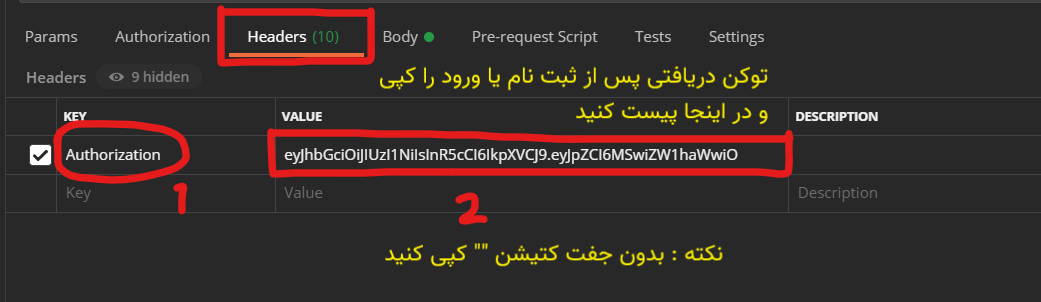 Params Authorization Headers (10) Body Pre-request Script Tests Settings
Headers 9 hidden
توکن دریافتی پس از ثبت نام یا ورود را کپی
و در اینجا پیست کنید
KEY VALUE DESCRIPTION
Authorization eyJhbGciOiJIUzI1NiIsInR5cCI6IkpXVCJ9.eyJpZCI6MSwiZW1haWwiO
Key Value Description
1 2
نکته : بدون جفت کتیشن "" کپی کنید